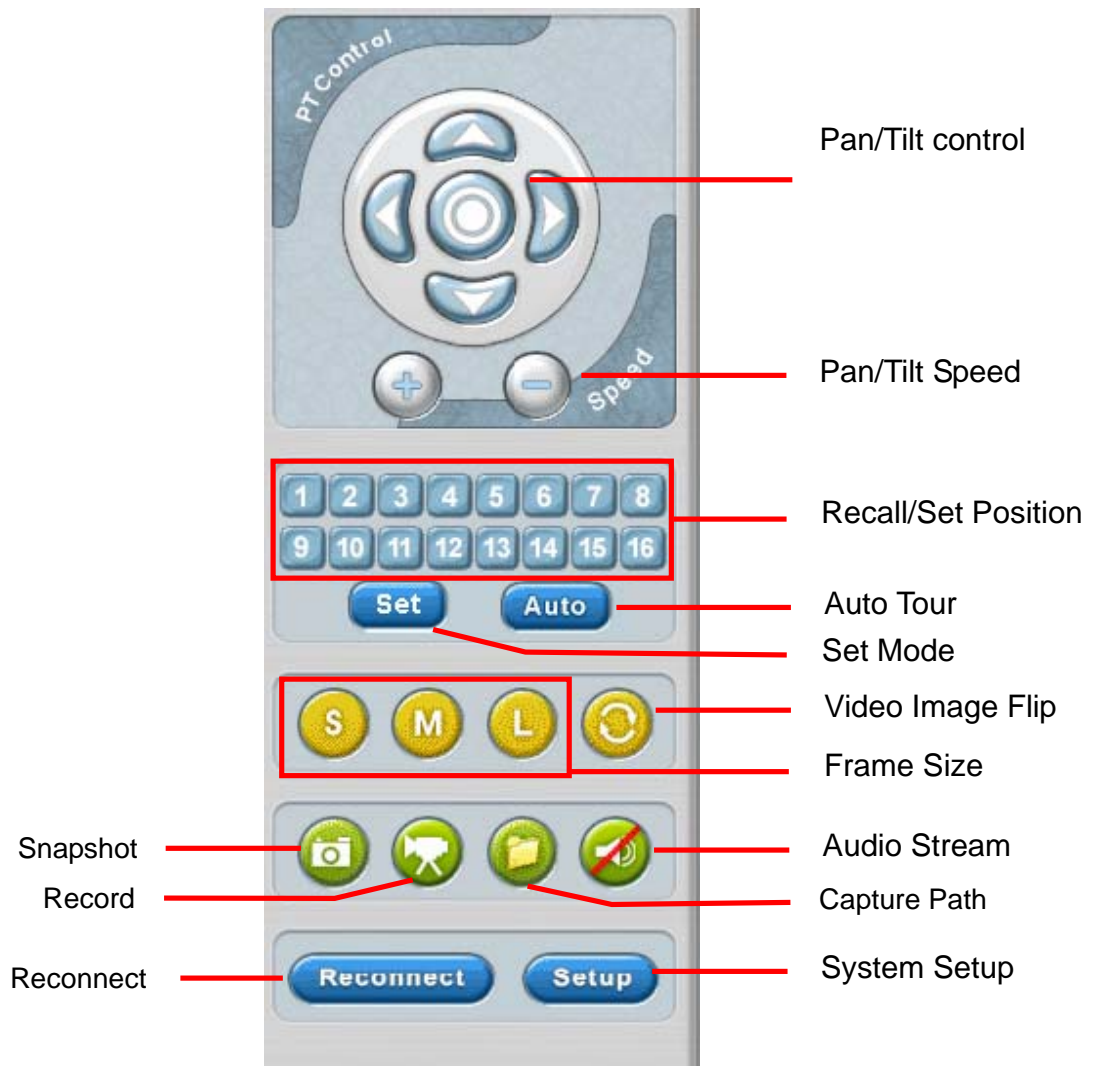 PT Control
Pan/Tilt control
Speed
Pan/Tilt Speed
1 2 3 4 5 6 7 8
9 10 11 12 13 14 15 16
Recall/Set Position
Set Auto
Auto Tour
Set Mode
S M L
Video Image Flip
Frame Size
Snapshot
Record
Audio Stream
Capture Path
Reconnect
Reconnect Setup
System Setup